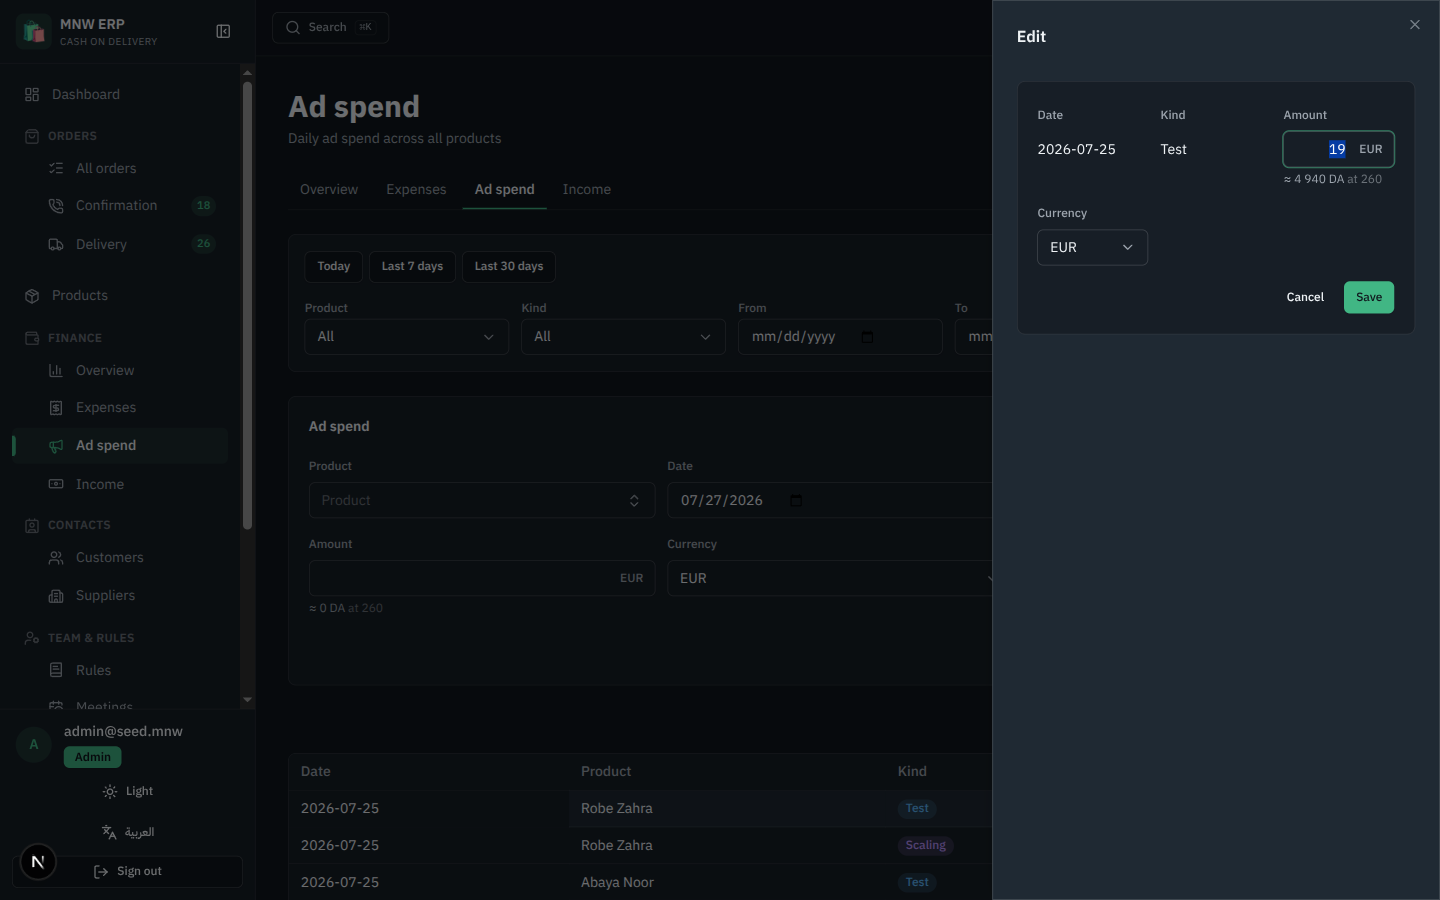 MNW ERP
CASH ON DELIVERY
Search ⌘K
Dashboard
ORDERS
All orders
Confirmation 18
Delivery 26
Products
FINANCE
Overview
Expenses
Ad spend
Income
CONTACTS
Customers
Suppliers
TEAM & RULES
Rules
Meetings
admin@seed.mnw
A
Admin
Light
العربية
N
Sign out
Ad spend
Daily ad spend across all products
Overview Expenses Ad spend Income
Today Last 7 days Last 30 days
Product Kind From To
All All mm/dd/yyyy mm
Ad spend
Product Date
Product 07/27/2026
Amount Currency
EUR EUR
≈ 0 DA at 260
Date Product Kind
2026-07-25 Robe Zahra Test
2026-07-25 Robe Zahra Scaling
2026-07-25 Abaya Noor Test
Edit
Date Kind Amount
2026-07-25 Test 19 EUR
≈ 4 940 DA at 260
Currency
EUR
Cancel Save